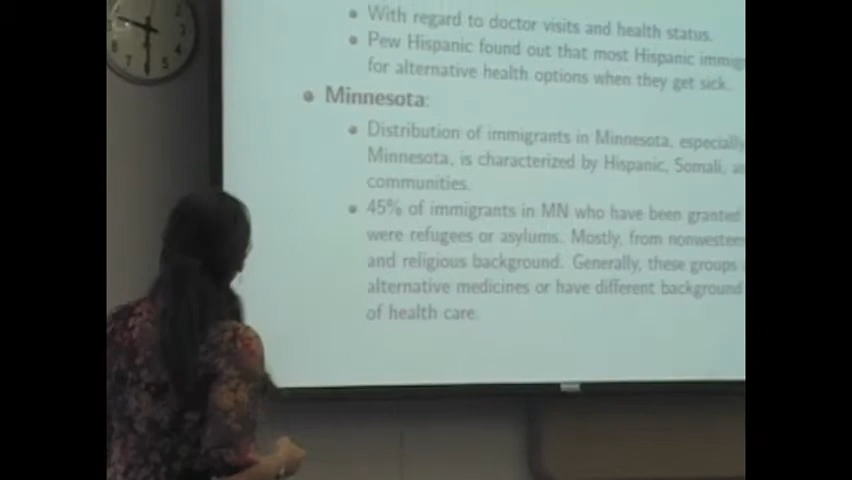 With regard to doctor visits and health status.
Pew Hispanic found out that most Hispanic immig
for alternative health options when they get sick.
Minnesota:
Distribution of immigrants in Minnesota, especially
Minnesota, is characterized by Hispanic, Somali,
communities.
45% of immigrants in MN who have been granted
were refugees or asylums. Mostly, from nonwestern
and religious background. Generally, these groups
alternative medicines or have different background
of health care.